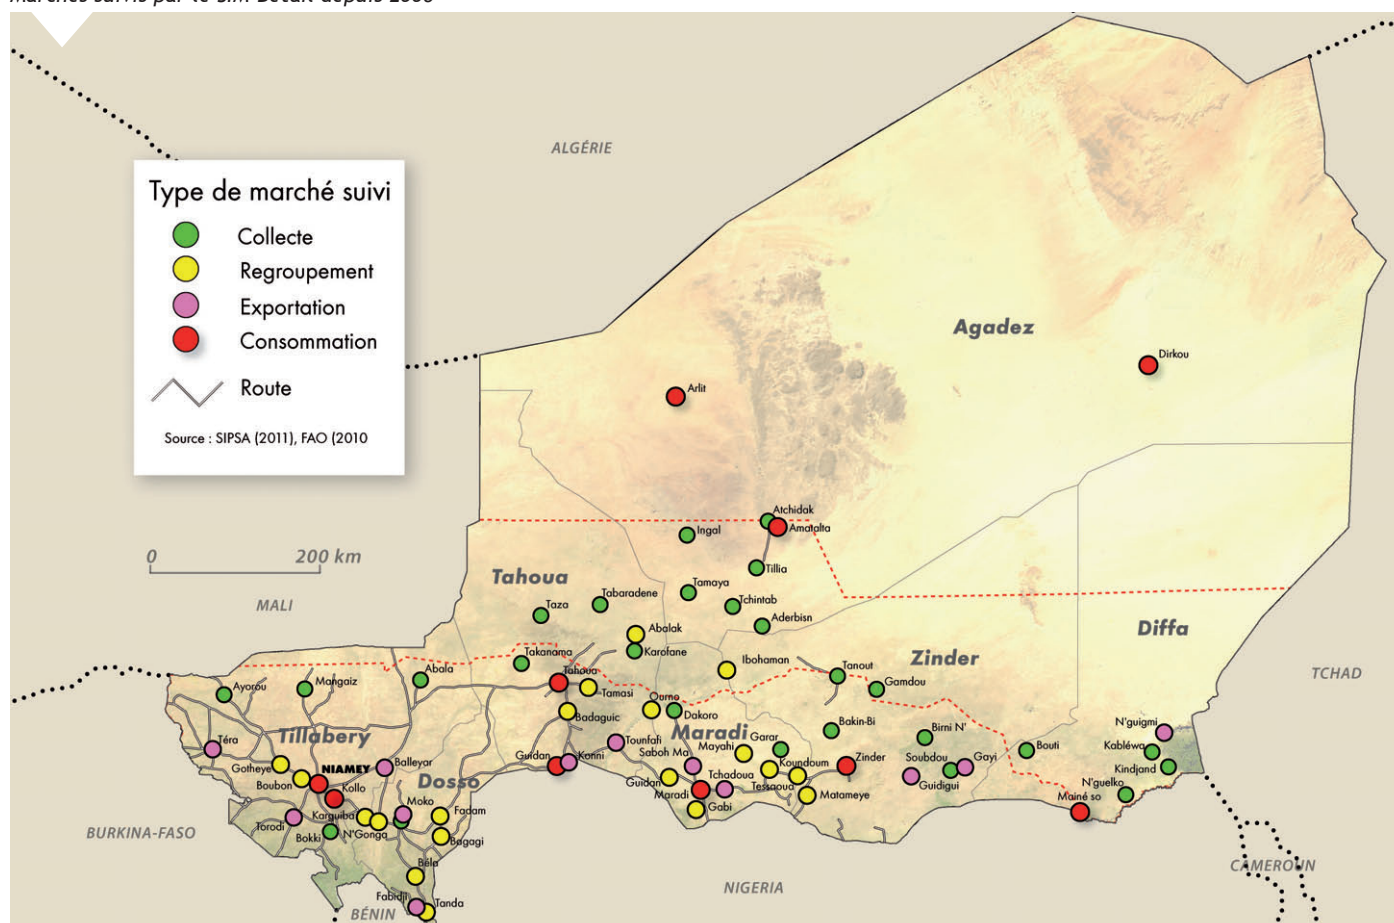 ALGÉRIE
Type de marché suivi
Collecte
Regroupement
Exportation
Consommation
Route
Source : SIPSA (2011), FAO (2010
Agadez
Dirkou
Arlit
Atchidak
Amatalta
Ingal
0 200 km
Tillia
Tahoua
Tamaya
Tabaradene
Tchintab
MALI
Taza
Aderbisn
Abalak
Diffa
Karofane
Takanama
Ibohaman
Zinder
Tanout
TCHAD
Abala
Tahoua
Gamdou
Mangaiz
Ayorou
Tamasi
Ourno
Dakoro
Badaguic
Bakin-Bi
Birni N'
N'guigmi
Tillabery
Maradi
Téra
Tounfafi
Garar
Mayahi
Bouti
Kabléwa
Guidan
Konni
Saboh Ma
Koundoum
Zinder
Soubdou
Gayi
Kindjand
Gotheye
NIAMEY
Balleyar
Dosso
Tchadoua
Guidan
Tessaoua
Guidigui
N'guelko
Boubon
Kollo
Maradi
Matameye
Mainé so
Moko
Fadam
Gabi
Karguiba
Torodi
Bokki
N'Gonga
Bagagi
BURKINA-FASO
Béla
CAMEROUN
NIGERIA
Fabidji
Tanda
BÉNIN